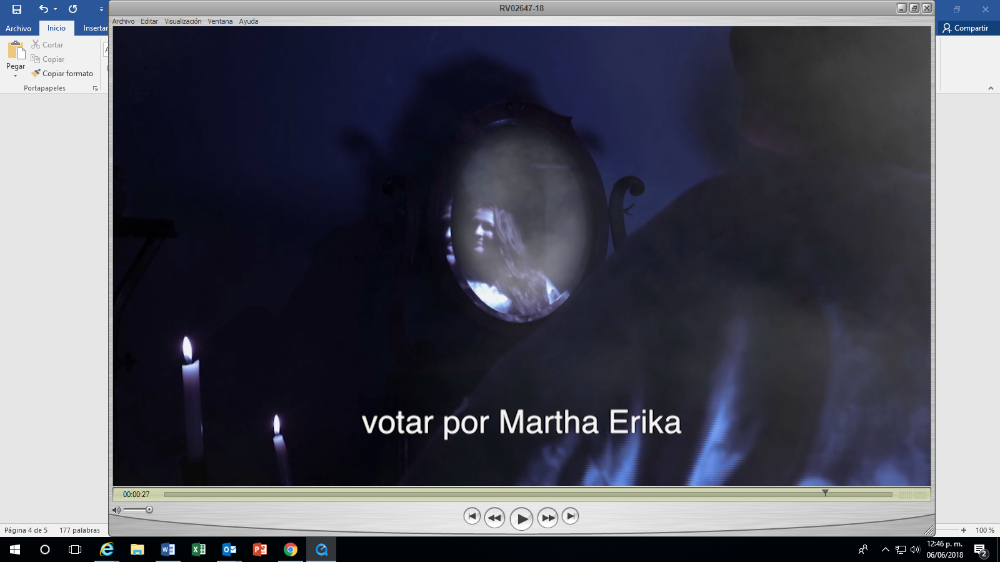 RV02647-18
Archivo Editar Visualización Ventana Ayuda
Archivo Inicio Insertar
Compartir
Pegar
Cortar
Copiar
Copiar formato
Portapapeles
votar por Martha Erika
00:00:27
Página 4 de 5 177 palabras
100 %
12:46 p. m.
06/06/2018
2